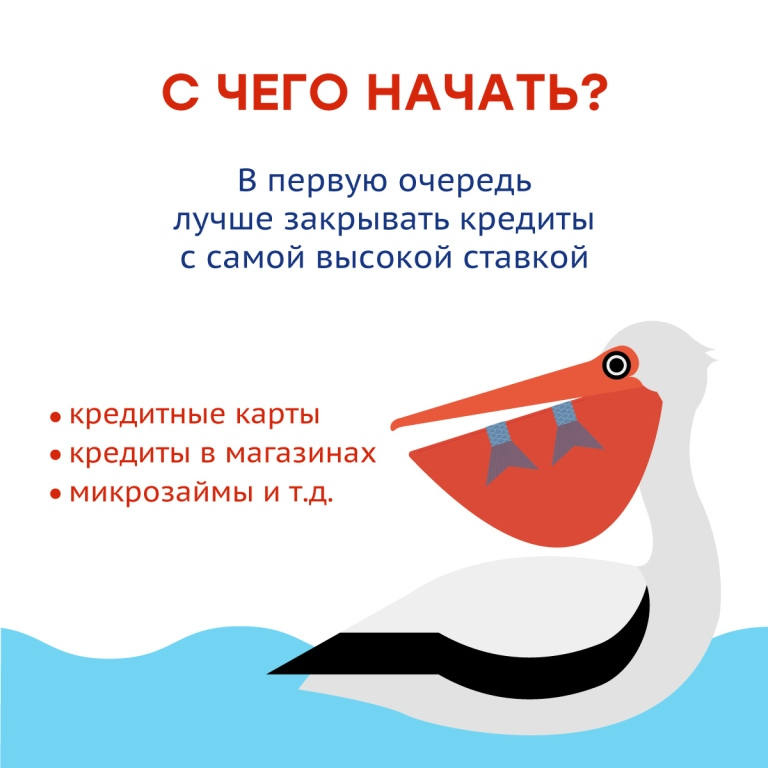 С ЧЕГО НАЧАТЬ?
В первую очередь
лучше закрывать кредиты
с самой высокой ставкой
• кредитные карты
• кредиты в магазинах
• микрозаймы и т.д.